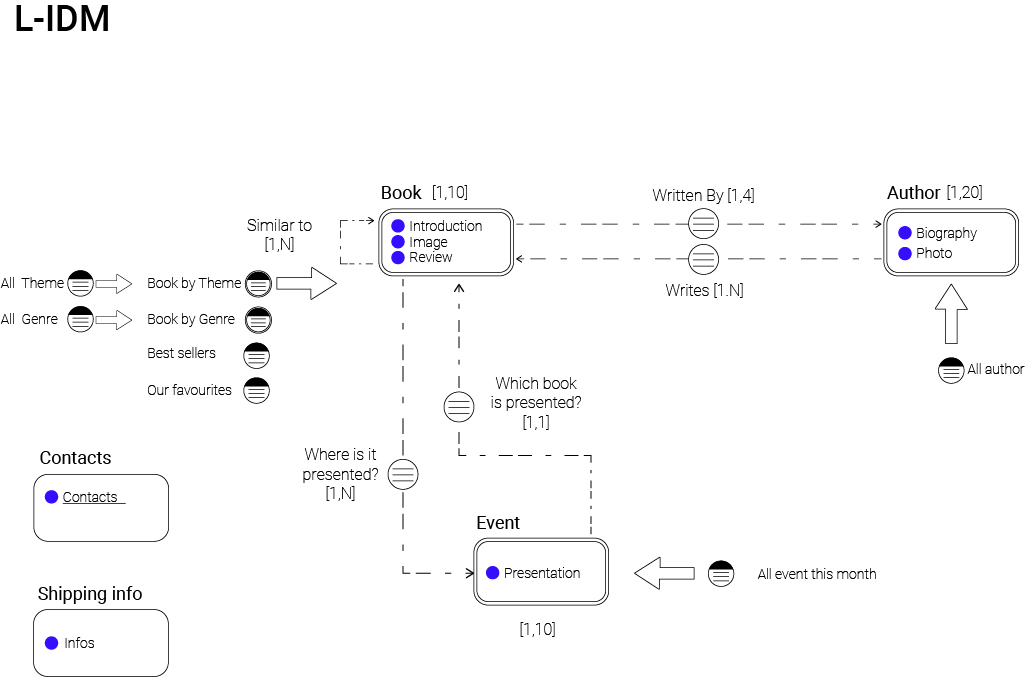 L-IDM
Book [1,10]
Written By [1,4]
Author [1,20]
Similar to
[1,N]
Introduction
Image
Review
Biography
Photo
All Theme
Book by Theme
Writes [1.N]
All Genre
Book by Genre
Best sellers
Our favourites
All author
Which book
is presented?
[1,1]
Where is it
presented?
[1,N]
Contacts
Contacts
Event
Presentation
All event this month
[1,10]
Shipping info
Infos